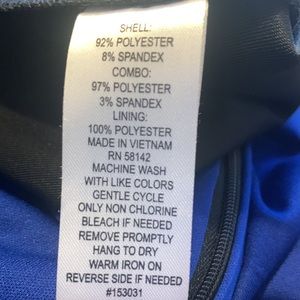 SHELL:
92% POLYESTER
8% SPANDEX
COMBO:
97% POLYESTER
3% SPANDEX
LINING:
100% POLYESTER
MADE IN VIETNAM
RN 58142
MACHINE WASH
WITH LIKE COLORS
GENTLE CYCLE
ONLY NON CHLORINE
BLEACH IF NEEDED
REMOVE PROMPTLY
HANG TO DRY
WARM IRON ON
REVERSE SIDE IF NEEDED
#153031